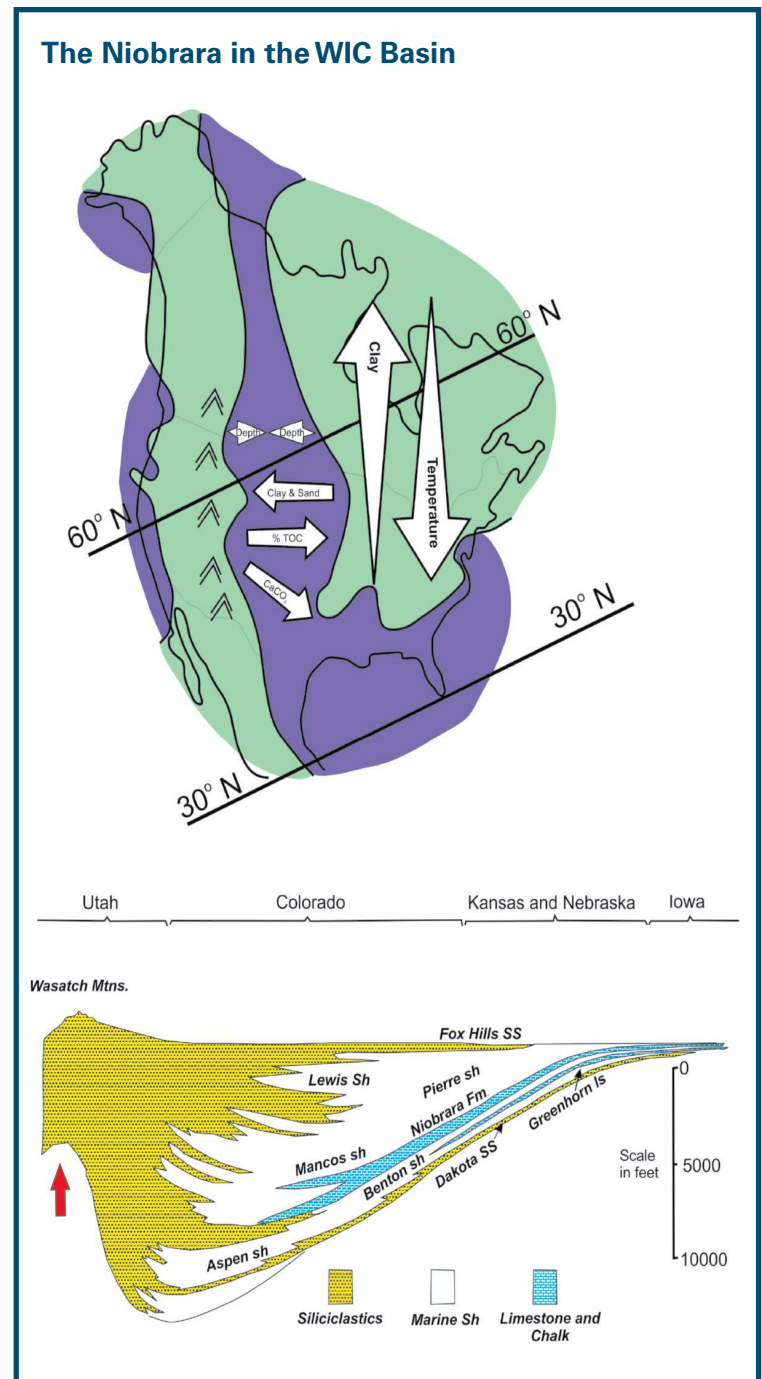 The Niobrara in the WIC Basin
60° N
Clay
Depth
Depth
Temperature
Clay & Sand
60° N
% TOC
CaCO₃
30° N
30° N
Utah
Colorado
Kansas and Nebraska
Iowa
Wasatch Mtns.
Fox Hills SS
Lewis Sh
Pierre sh
Niobrara Fm
Greenhorn ls
Mancos sh
Benton sh
Dakota SS
Aspen sh
Scale
in feet
0
5000
10000
Siliciclastics
Marine Sh
Limestone and
Chalk